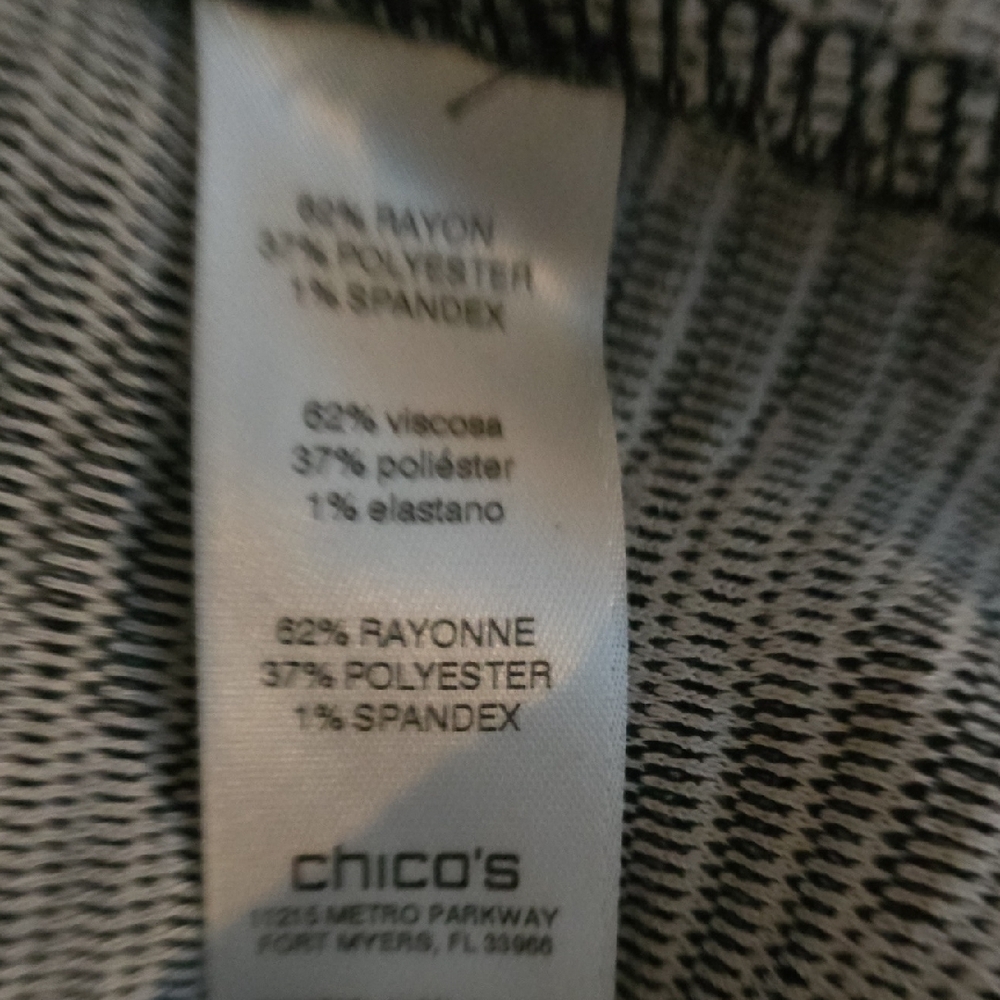 62% RAYON
37% POLYESTER
1% SPANDEX
62% viscosa
37% poliéster
1% elastano
62% RAYONNE
37% POLYESTER
1% SPANDEX
chico's
METRO PARKWAY
FORT MYERS, FL 33966